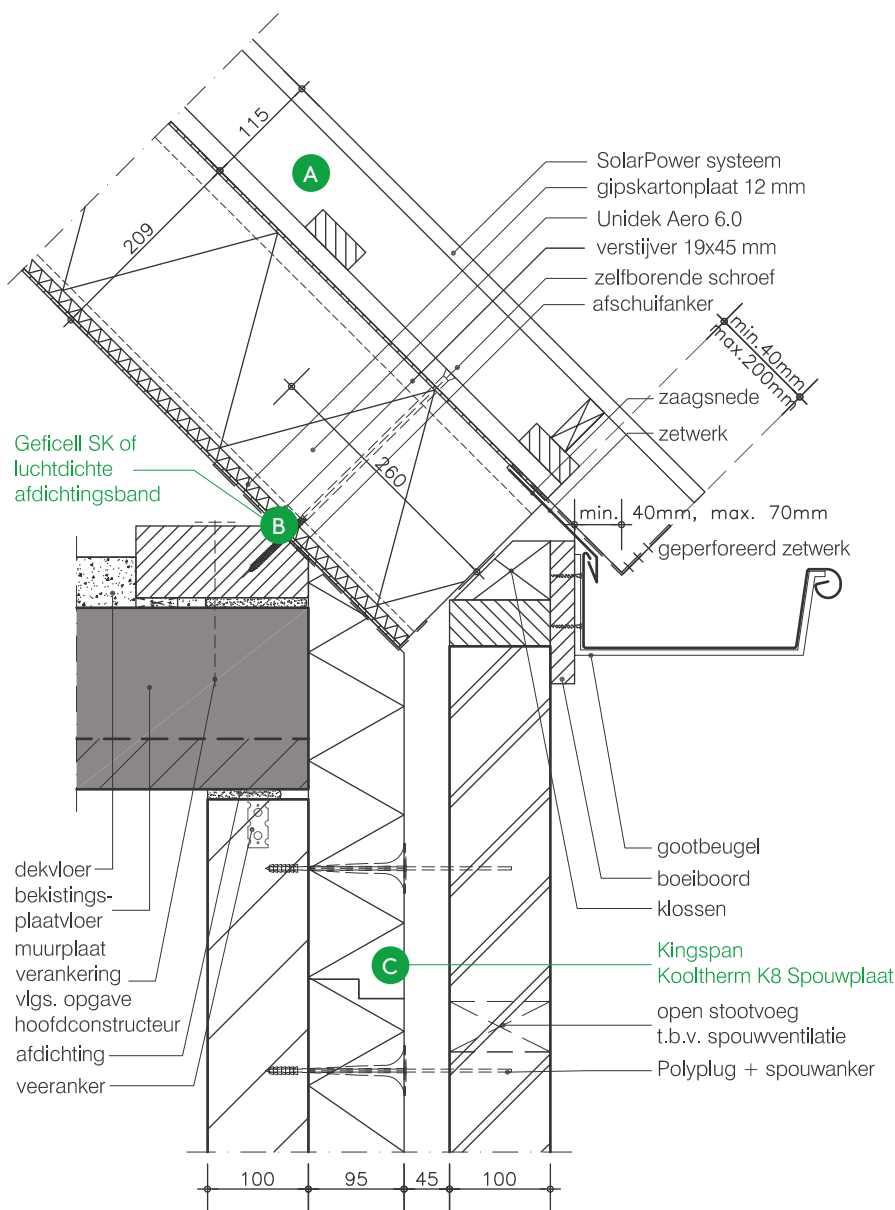 115
A
SolarPower systeem
gipskartonplaat 12 mm
Unidek Aero 6.0
verstijver 19x45 mm
zelfborende schroef
afschuifanker
209
min.40mm
max.200mm
zaagsnede
zetwerk
Geficell SK of
luchtdichte
afdichtingsband
260
B
min. 40mm, max. 70mm
geperforeerd zetwerk
gootbeugel
boeiboord
klossen
dekvloer
bekistings-
plaatvloer
muurplaat
verankering
vlgs. opgave
hoofdconstructeur
afdichting
veeranker
C
Kingspan
Kooltherm K8 Spouwplaat
open stootvoeg
t.b.v. spouwventilatie
Polyplug + spouwanker
100
95
45
100